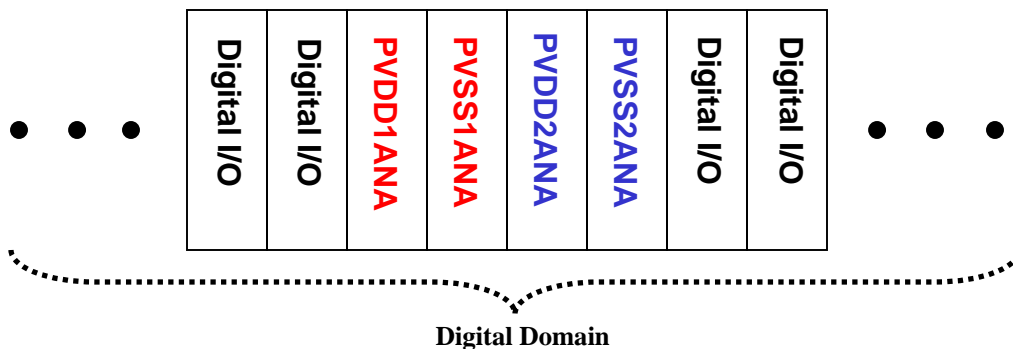 Digital I/O
Digital I/O
PVDD1ANA
PVSS1ANA
PVDD2ANA
PVSS2ANA
Digital I/O
Digital I/O
Digital Domain